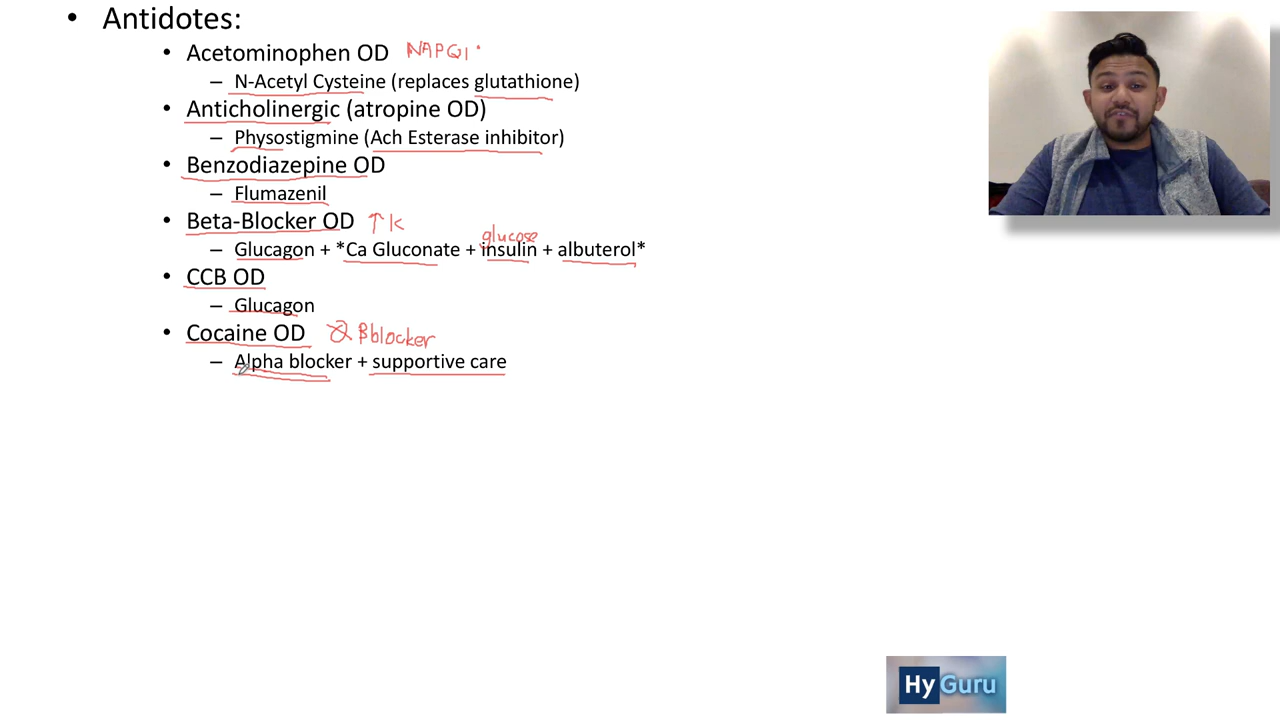 • Antidotes:
• Acetominophen OD NAPQI
– N-Acetyl Cysteine (replaces glutathione)
• Anticholinergic (atropine OD)
– Physostigmine (Ach Esterase inhibitor)
• Benzodiazepine OD
– Flumazenil
• Beta-Blocker OD ↑K
glucose
– Glucagon + *Ca Gluconate + insulin + albuterol*
• CCB OD
– Glucagon
• Cocaine OD βblocker
– Alpha blocker + supportive care
HyGuru